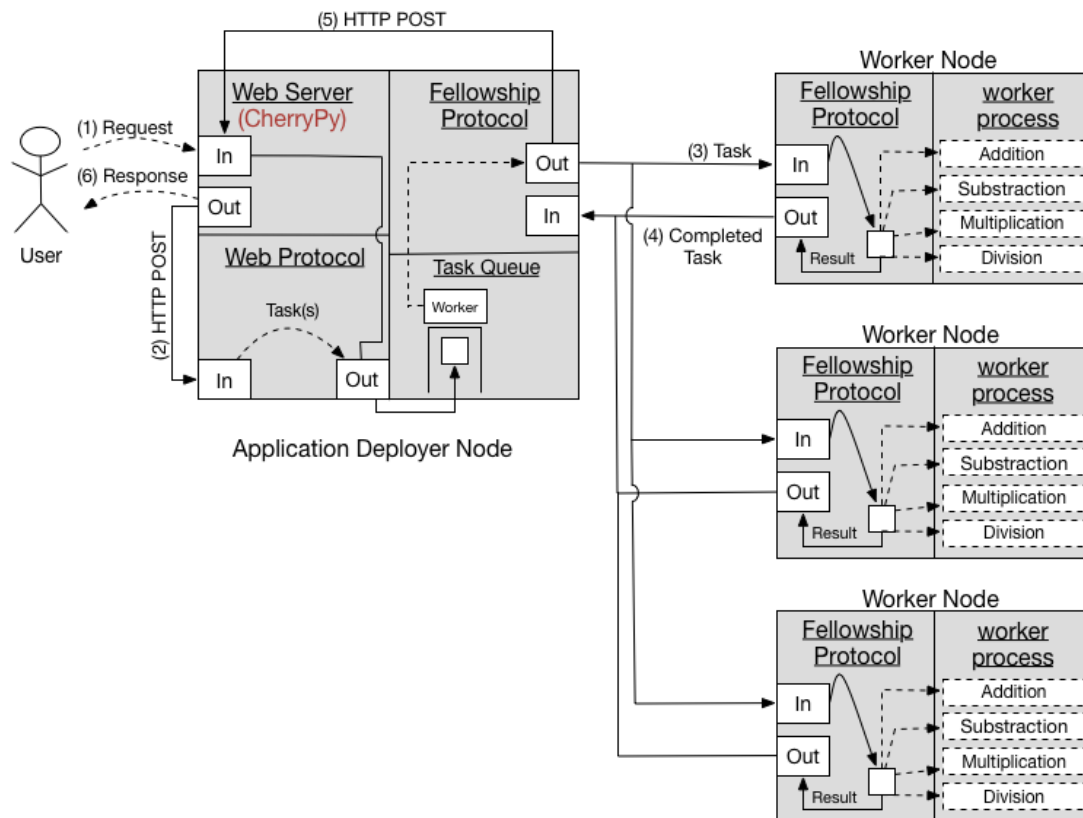 (5) HTTP POST
Web Server
(CherryPy)
Fellowship
Protocol
(1) Request
In
(6) Response
Out
User
Out
In
(2) HTTP POST
Web Protocol
Task(s)
In
Out
Task Queue
Worker
Application Deployer Node
(3) Task
(4) Completed
Task
Worker Node
Fellowship
Protocol
worker
process
In
Out
Result
Addition
Substraction
Multiplication
Division
Worker Node
Fellowship
Protocol
worker
process
In
Out
Result
Addition
Substraction
Multiplication
Division
Worker Node
Fellowship
Protocol
worker
process
In
Out
Result
Addition
Substraction
Multiplication
Division